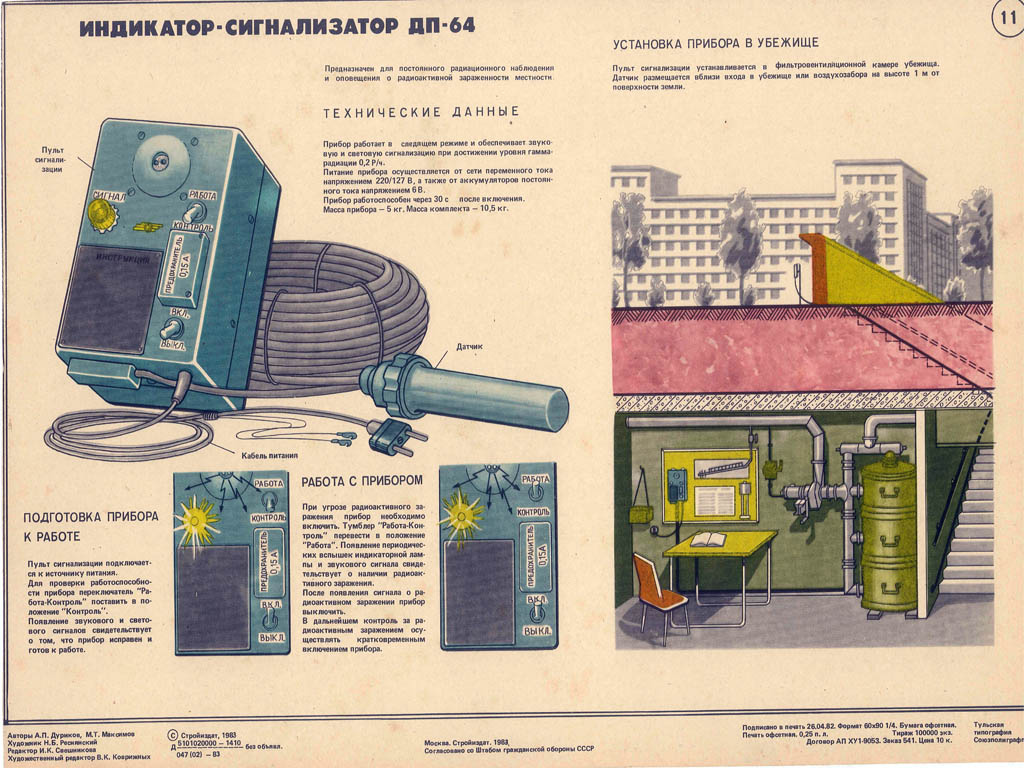 11
ИНДИКАТОР-СИГНАЛИЗАТОР ДП-64
Предназначен для постоянного радиационного наблюдения
и оповещения о радиоактивной зараженности местности.
ТЕХНИЧЕСКИЕ ДАННЫЕ
Прибор работает в следящем режиме и обеспечивает звуко-
вую и световую сигнализацию при достижении уровня гамма-
радиации 0,2 Р/ч.
Питание прибора осуществляется от сети переменного тока
напряжением 220/127 В, а также от аккумуляторов постоян-
ного тока напряжением 6 В.
Прибор работоспособен через 30 с после включения.
Масса прибора – 5 кг. Масса комплекта – 10,5 кг.
Пульт
сигнали-
зации
СИГНАЛ
РАБОТА
КОНТРОЛЬ
ИНСТРУКЦИЯ
ПРЕДОХРАНИТЕЛЬ
0,15 А
ВКЛ.
ВЫКЛ.
Датчик
Кабель питания
УСТАНОВКА ПРИБОРА В УБЕЖИЩЕ
Пульт сигнализации устанавливается в фильтровентиляционной камере убежища.
Датчик размещается вблизи входа в убежище или воздухозабора на высоте 1 м от
поверхности земли.
ПОДГОТОВКА ПРИБОРА
К РАБОТЕ
Пульт сигнализации подключает-
ся к источнику питания.
Для проверки работоспособно-
сти прибора переключатель "Ра-
бота-Контроль" поставить в по-
ложение "Контроль".
Появление звукового и свето-
вого сигналов свидетельствует
о том, что прибор исправен и
готов к работе.
РАБОТА
КОНТРОЛЬ
ПРЕДОХРАНИТЕЛЬ
0,15 А
ВКЛ.
ВЫКЛ.
РАБОТА С ПРИБОРОМ
При угрозе радиоактивного за-
ражения прибор необходимо
включить. Тумблер "Работа-Кон-
троль" перевести в положение
"Работа". Появление периодичес-
ких вспышек индикаторной лам-
пы и звукового сигнала свиде-
тельствует о наличии радиоак-
тивного заражения.
После появления сигнала о ра-
диоактивном заражении прибор
выключить.
В дальнейшем контроль за ра-
диоактивным заражением осу-
ществлять кратковременным
включением прибора.
РАБОТА
КОНТРОЛЬ
ПРЕДОХРАНИТЕЛЬ
0,15А
ВКЛ.
ВЫКЛ.
Авторы А.П. Дуриков, М.Т. Максимов
Художник Н.Б.
Редактор И.К. Свешникова
Художественный редактор В.К. Коврижных
© Стройиздат, 1983
Д 5101020000 – 1410 без объявл.
047 (02) – 83
Москва. Стройиздат. 1983
Согласовано со Штабом гражданской обороны СССР
Подписано в печать 26.04.82. Формат 60х90 1/4. Бумага офсетная.
Печать офсетная. 0,25 п. л. Тираж 100000 экз.
Договор АП ХУ1-9053. Заказ 541. Цена 10 к.
Тульская
типография
Союзполиграф